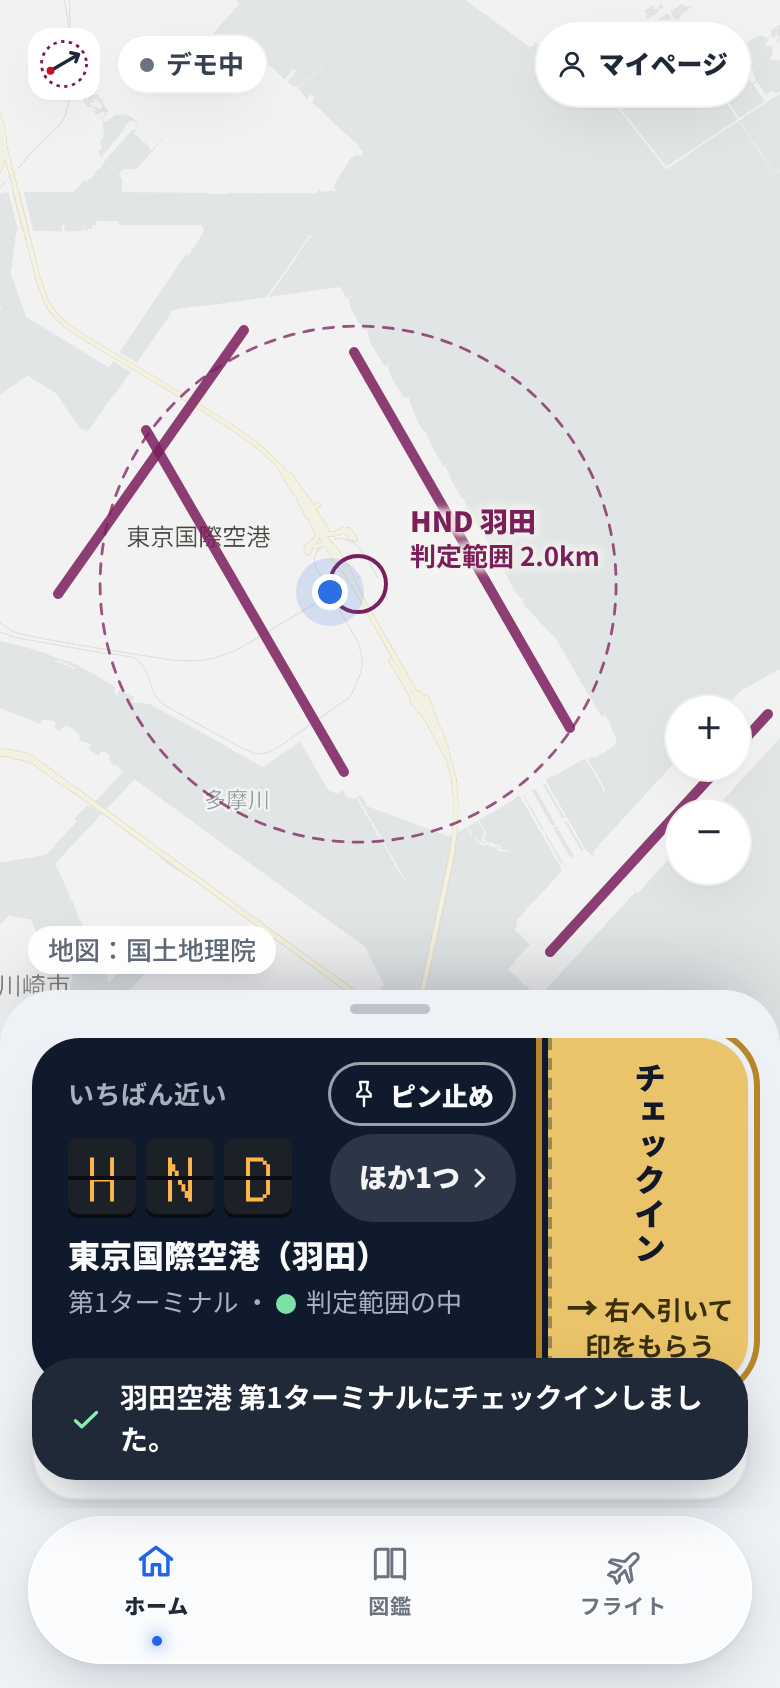 デモ中
マイページ
HND 羽田
判定範囲 2.0km
東京国際空港
+
−
多摩川
地図：国土地理院
川崎市
いちばん近い
ピン止め
HND
ほか1つ
東京国際空港（羽田）
第1ターミナル ・ 判定範囲の中
チェックイン
→ 右へ引いて
印をもらう
羽田空港 第1ターミナルにチェックインしまし
た。
ホーム
図鑑
フライト